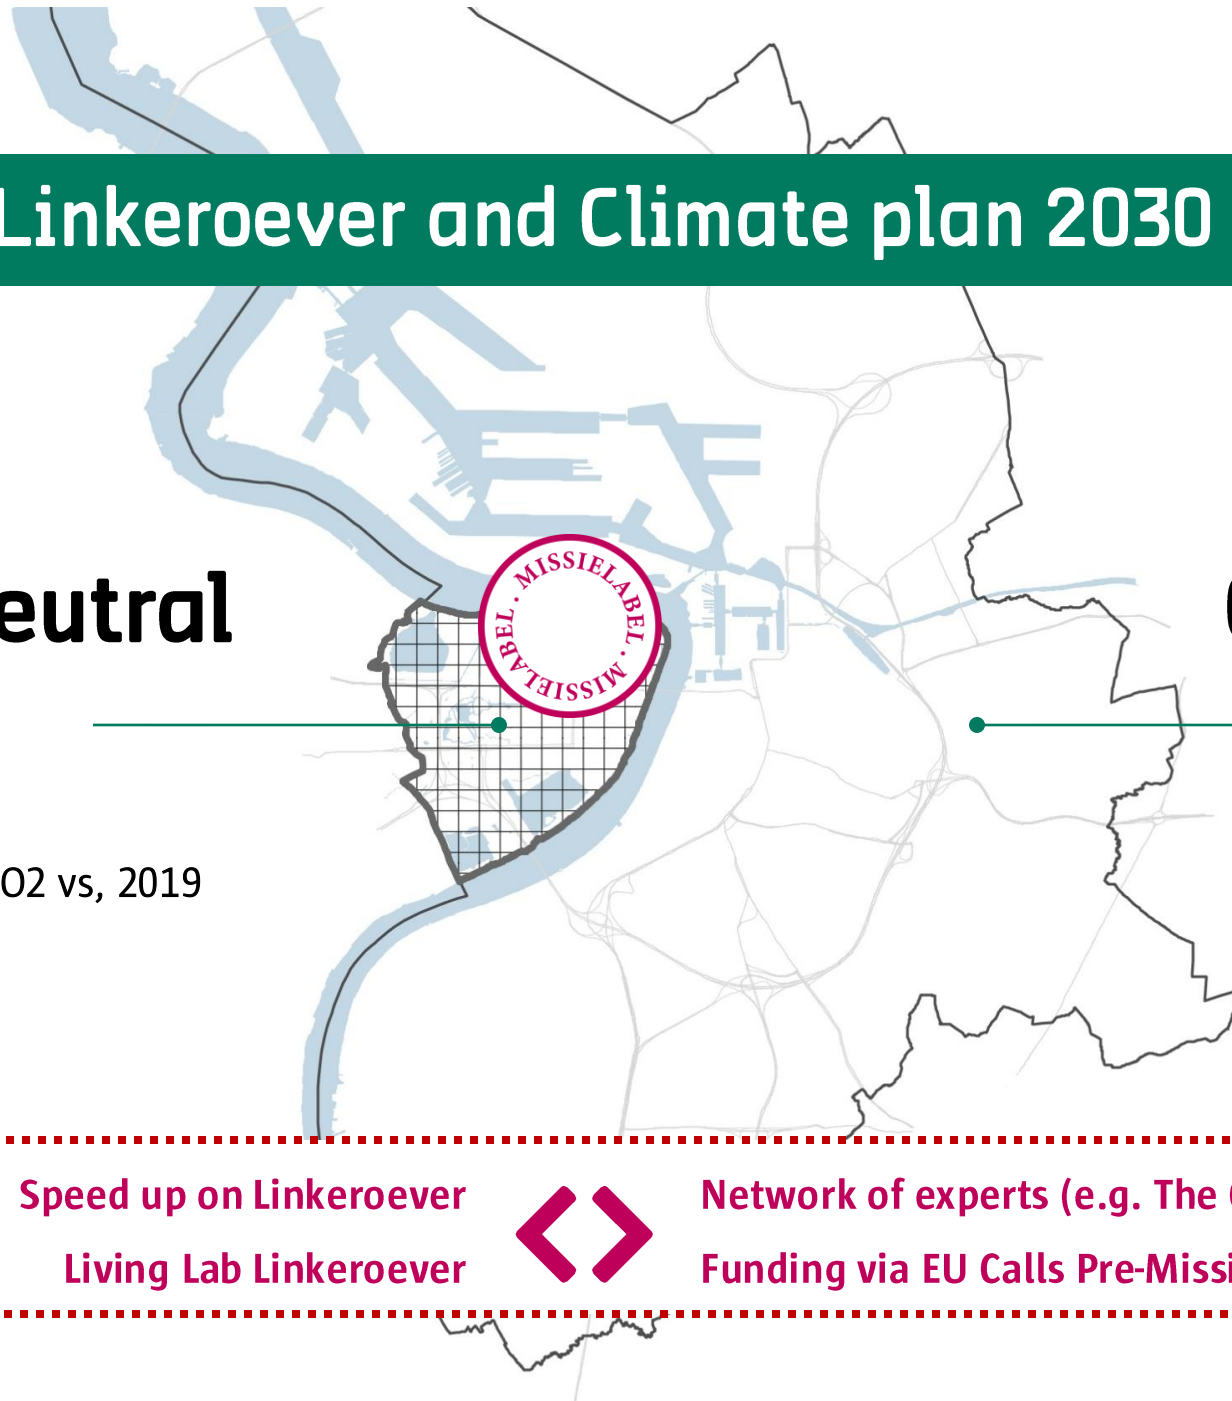 Linkeroever and Climate plan 2030
MISSIELABEL · MISSIELABEL ·
eutral
O2 vs, 2019
Speed up on Linkeroever
Network of experts (e.g. The
Living Lab Linkeroever
Funding via EU Calls Pre-Missi